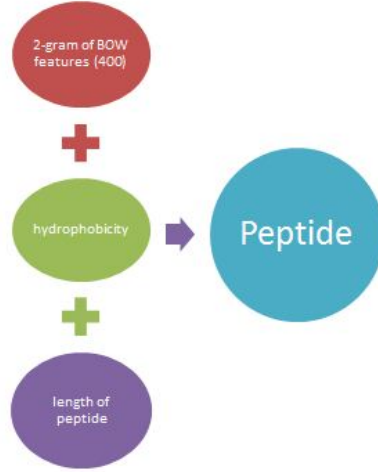 2-gram of BOW
features (400)
hydrophobicity
Peptide
length of
peptide